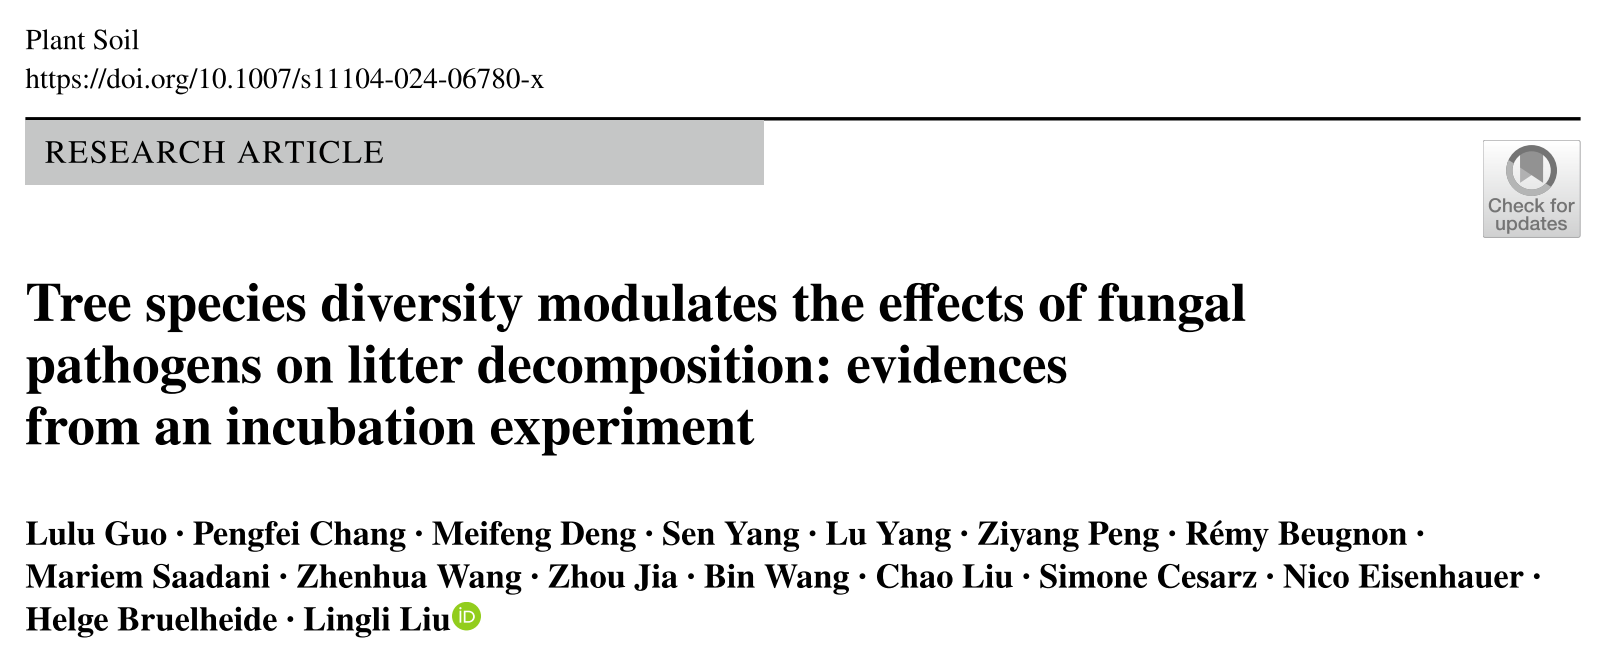 Plant Soil
https://doi.org/10.1007/s11104-024-06780-x
RESEARCH ARTICLE
Check for
updates
Tree species diversity modulates the effects of fungal
pathogens on litter decomposition: evidences
from an incubation experiment
Lulu Guo · Pengfei Chang · Meifeng Deng · Sen Yang · Lu Yang · Ziyang Peng · Rémy Beugnon ·
Mariem Saadani · Zhenhua Wang · Zhou Jia · Bin Wang · Chao Liu · Simone Cesarz · Nico Eisenhauer ·
Helge Bruelheide · Lingli Liu iD